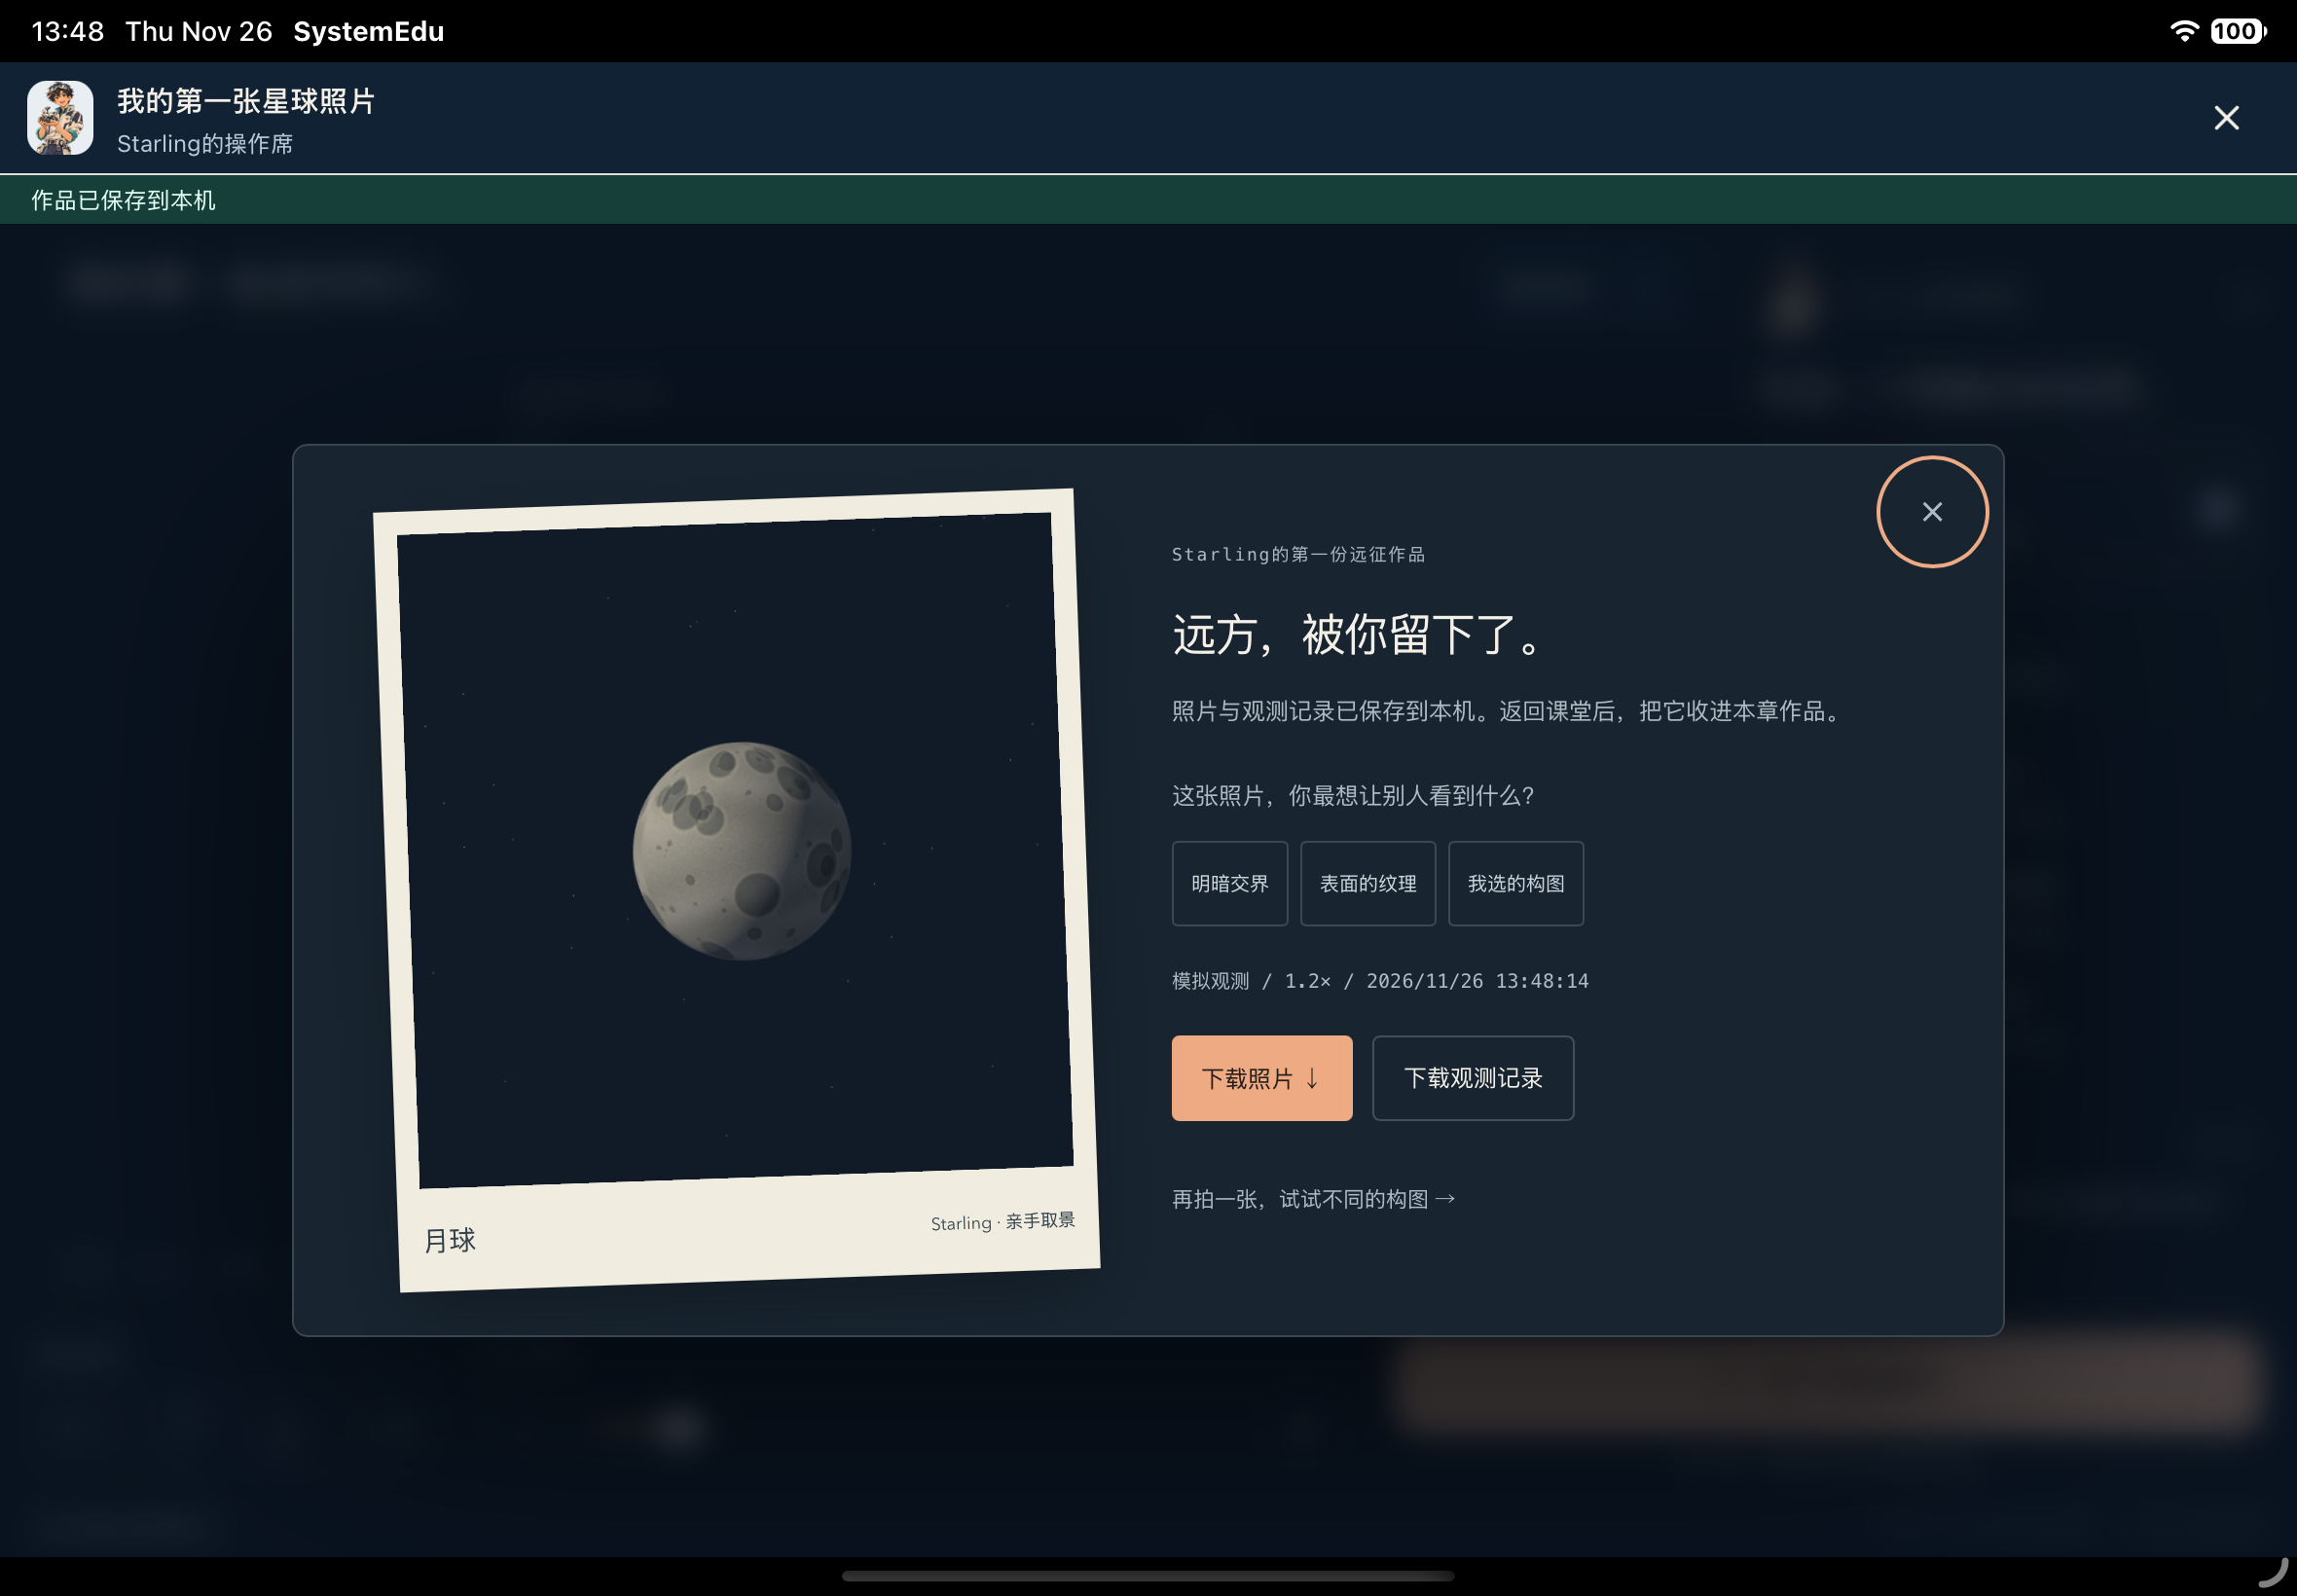 13:48 Thu Nov 26 SystemEdu
100
我的第一张星球照片
Starling的操作席
作品已保存到本机
Starling的第一份远征作品
远方，被你留下了。
照片与观测记录已保存到本机。返回课堂后，把它收进本章作品。
这张照片，你最想让别人看到什么？
明暗交界 表面的纹理 我选的构图
模拟观测 / 1.2× / 2026/11/26 13:48:14
下载照片 ↓ 下载观测记录
再拍一张，试试不同的构图 →
月球
Starling · 亲手取景